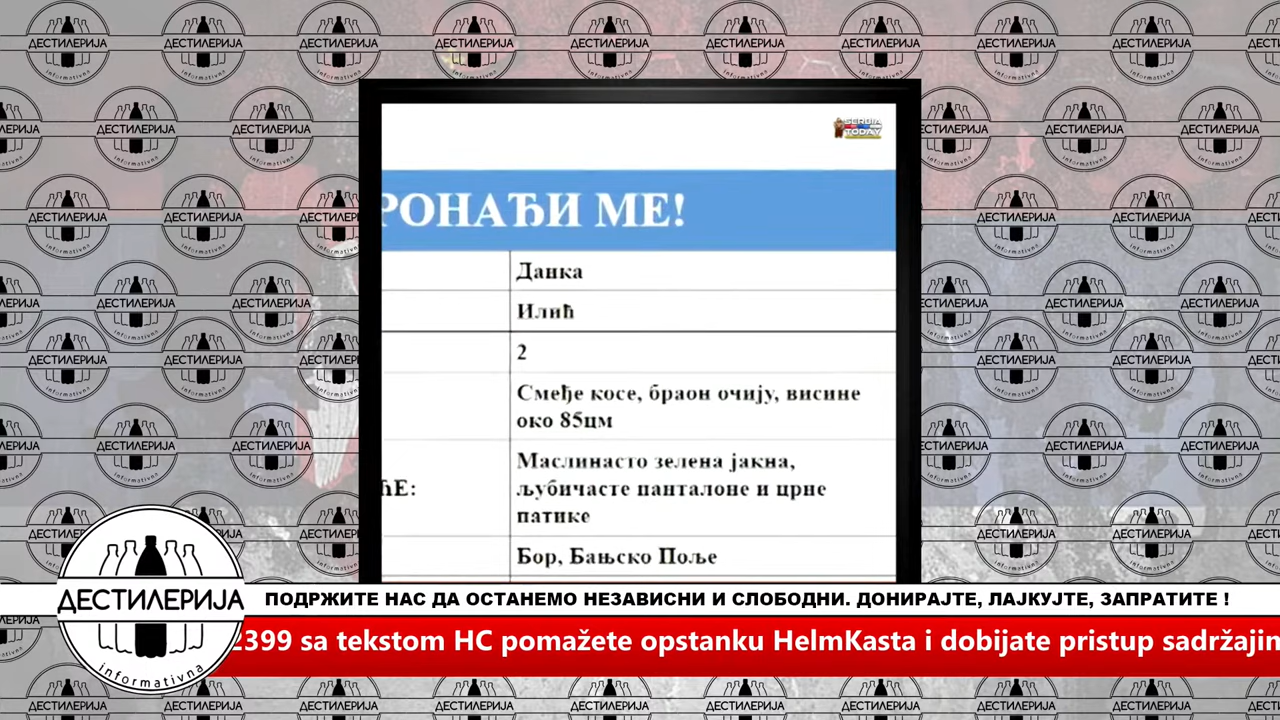 SERBIA
TODAY
РОНАЂИ МЕ!
Данка
Илић
2
Смеђе косе, браон очију, висине
око 85цм
Маслинасто зелена јакна,
ЋЕ:
љубичасте панталоне и црне
патике
Бор, Бањско Поље
ДЕСТИЛЕРИЈА
informativna
ПОДРЖИТЕ НАС ДА ОСТАНЕМО НЕЗАВИСНИ И СЛОБОДНИ. ДОНИРАЈТЕ, ЛАЈКУЈТЕ, ЗАПРАТИТЕ !
2399 sa tekstom HC pomažete opstanku HelmKasta i dobijate pristup sadržajim